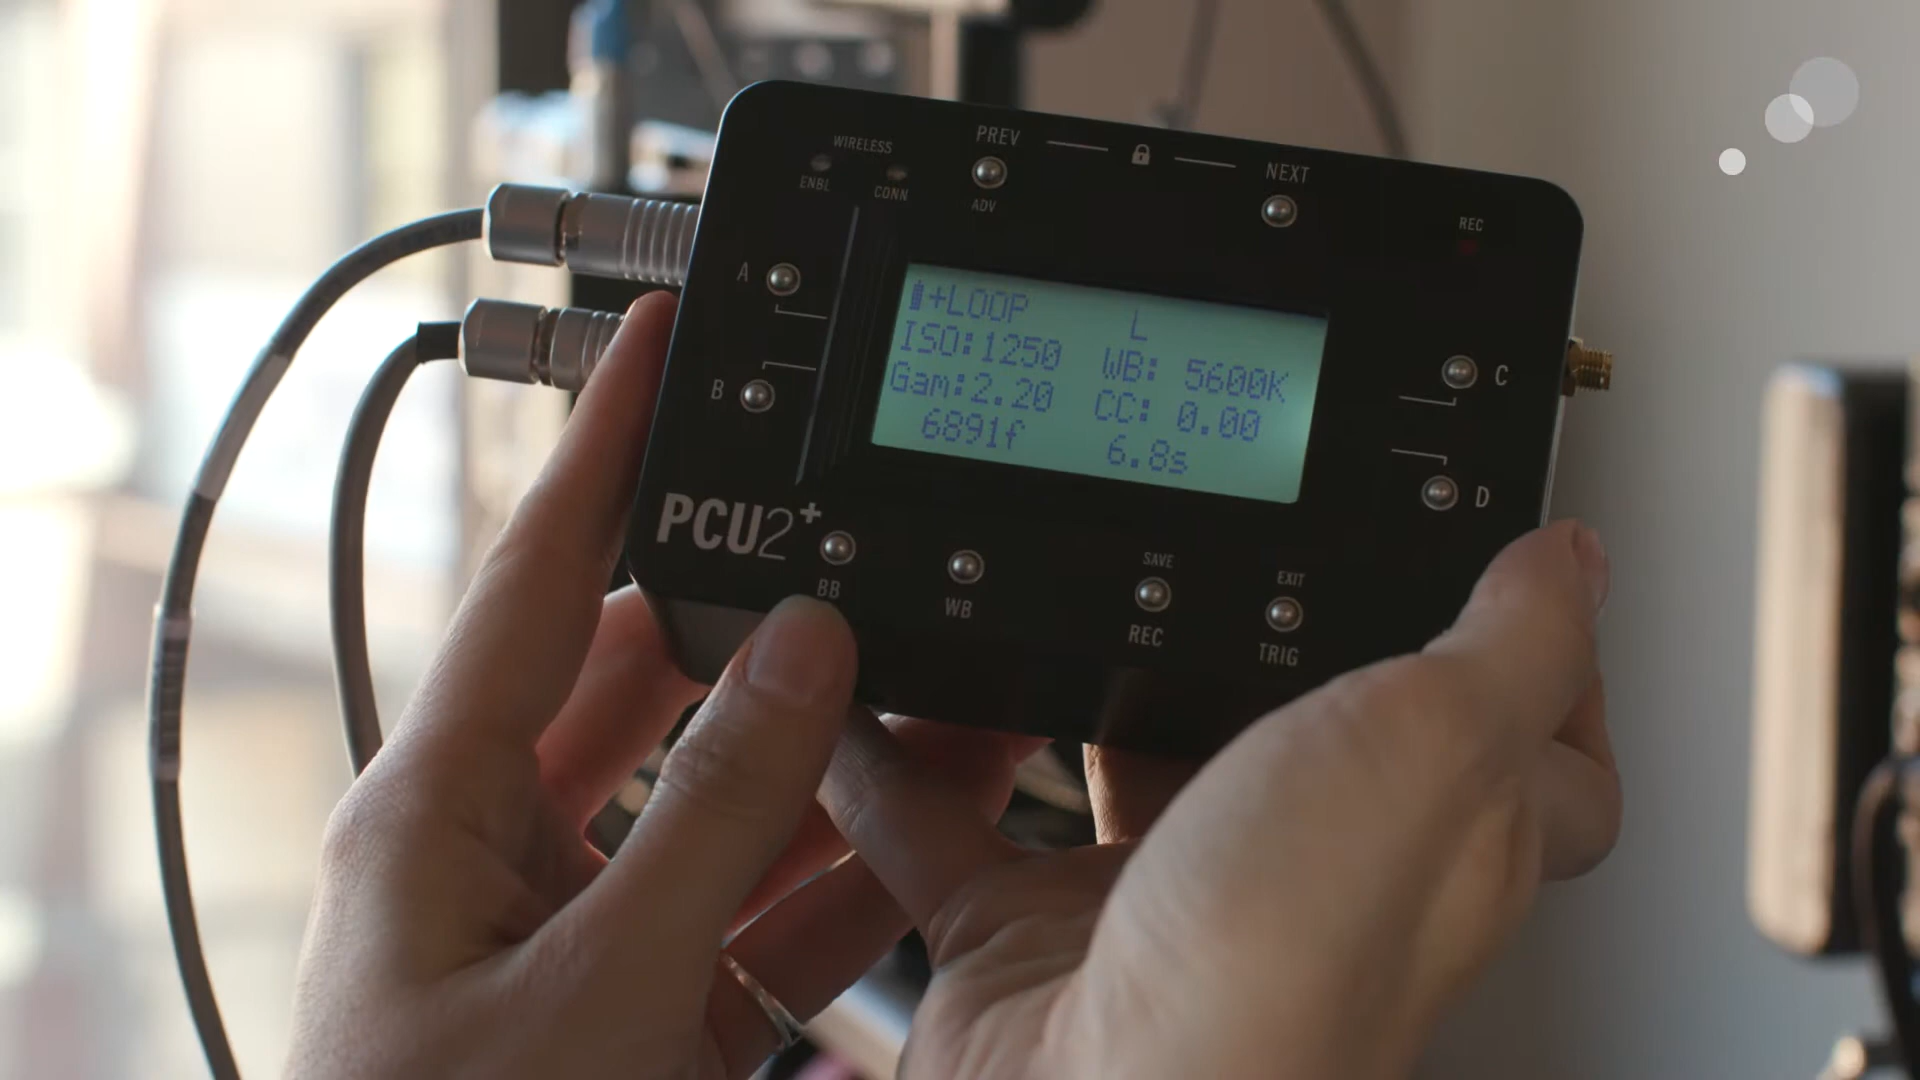 WIRELESS
ENBL CONN
PREV NEXT
ADV
REC
A
B
C
D
+LOOP L
ISO:1250 WB: 5600K
Gam:2.20 CC: 0.00
6891f 6.8s
PCU2+
BB
WB
SAVE
REC
EXIT
TRIG